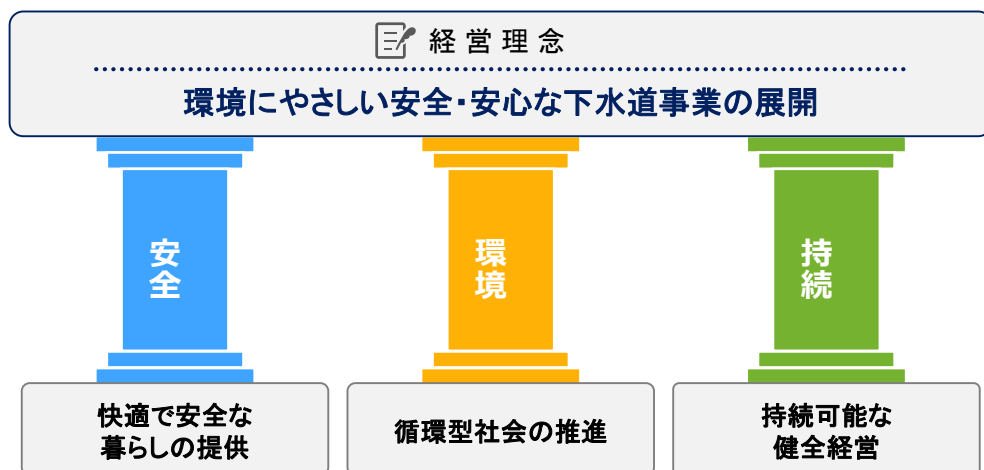 経営理念
環境にやさしい安全・安心な下水道事業の展開
安全
環境
持続
快適で安全な
暮らしの提供
循環型社会の推進
持続可能な
健全経営